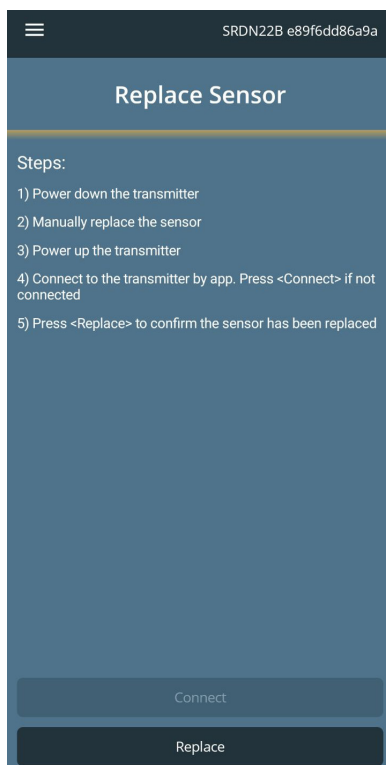 SRDN22B e89f6dd86a9a
Replace Sensor
Steps:
1) Power down the transmitter
2) Manually replace the sensor
3) Power up the transmitter
4) Connect to the transmitter by app. Press <Connect> if not
connected
5) Press <Replace> to confirm the sensor has been replaced
Connect
Replace